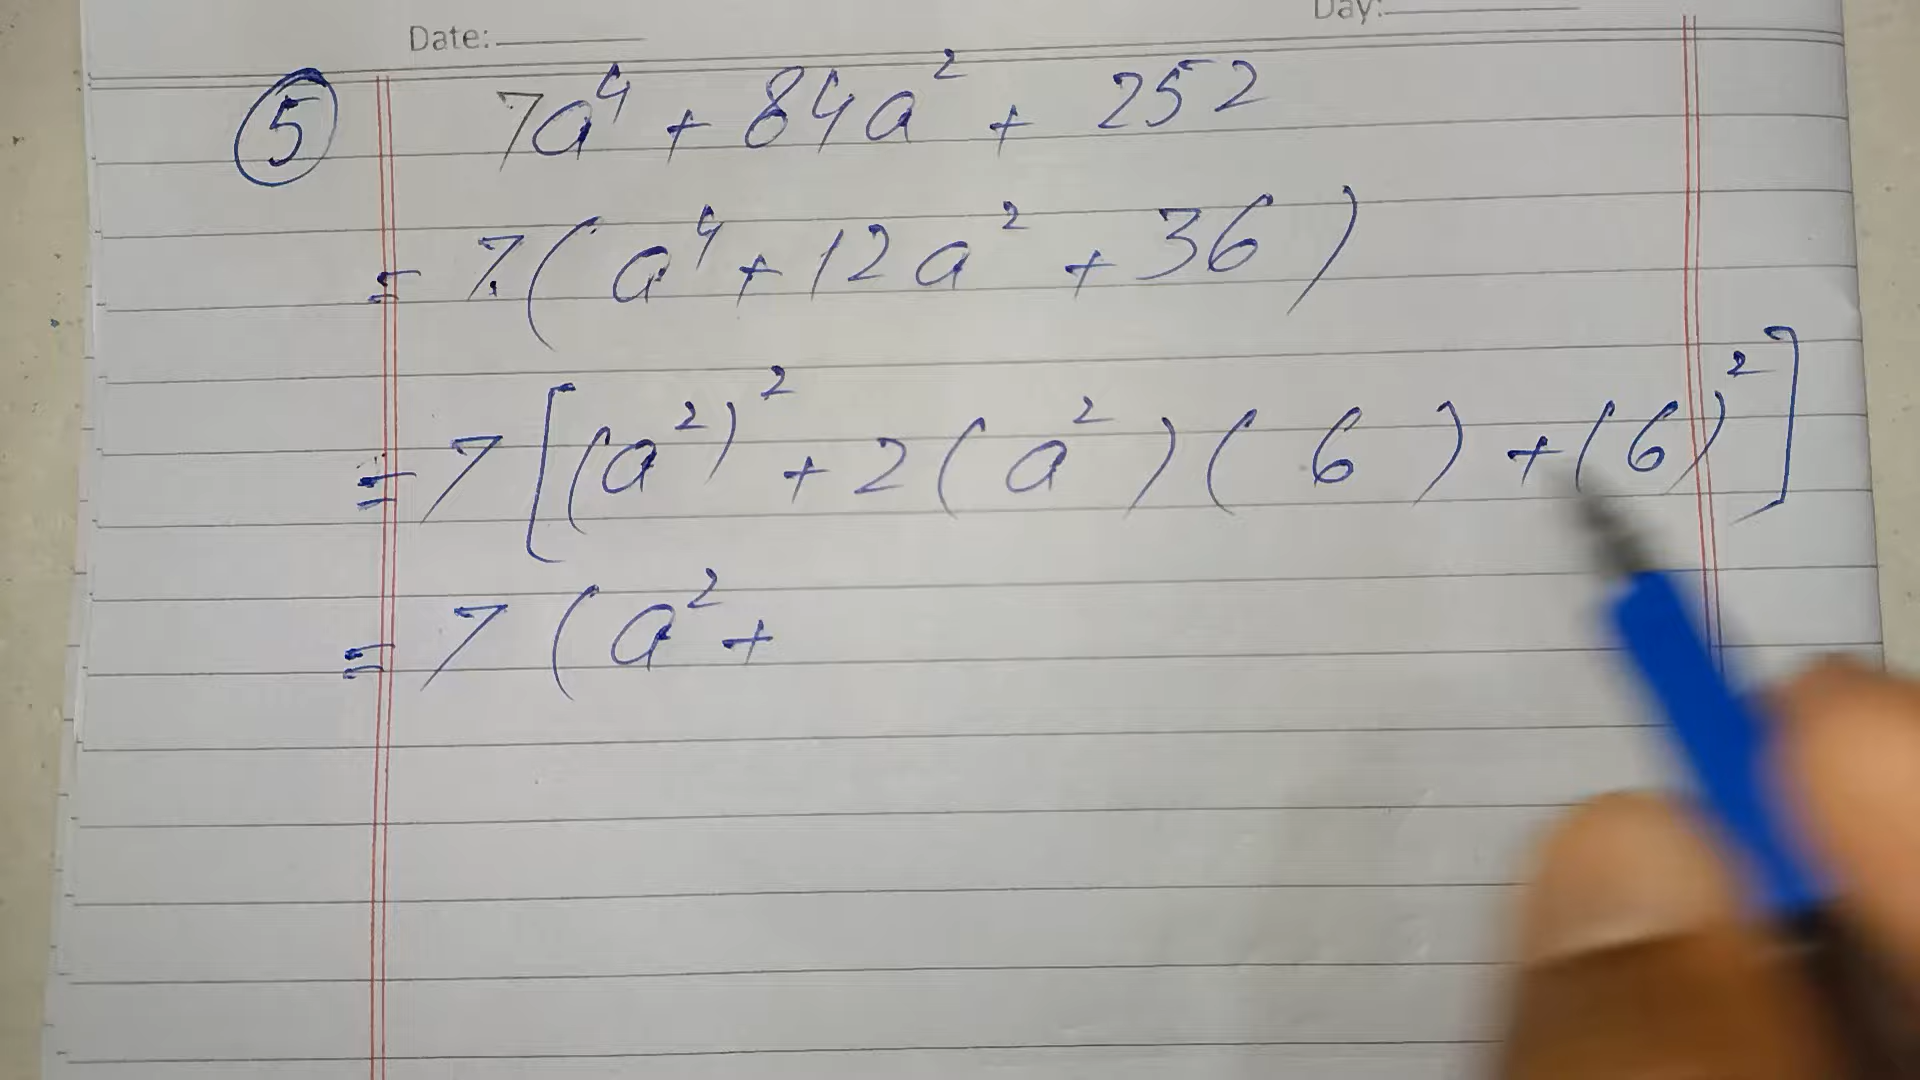 Date: Day:
⑤ 7a⁴ + 84a² + 252
= 7(a⁴ + 12a² + 36)
= 7[(a²)² + 2(a²)(6) + (6)²]
= 7(a² +